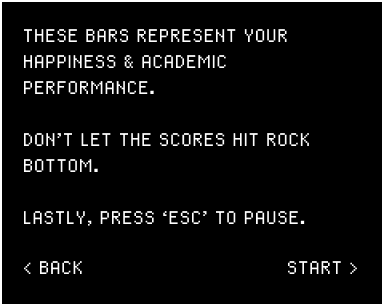 THESE BARS REPRESENT YOUR
HAPPINESS & ACADEMIC
PERFORMANCE.
DON'T LET THE SCORES HIT ROCK
BOTTOM.
LASTLY, PRESS ‘ESC’ TO PAUSE.
< BACK
START >